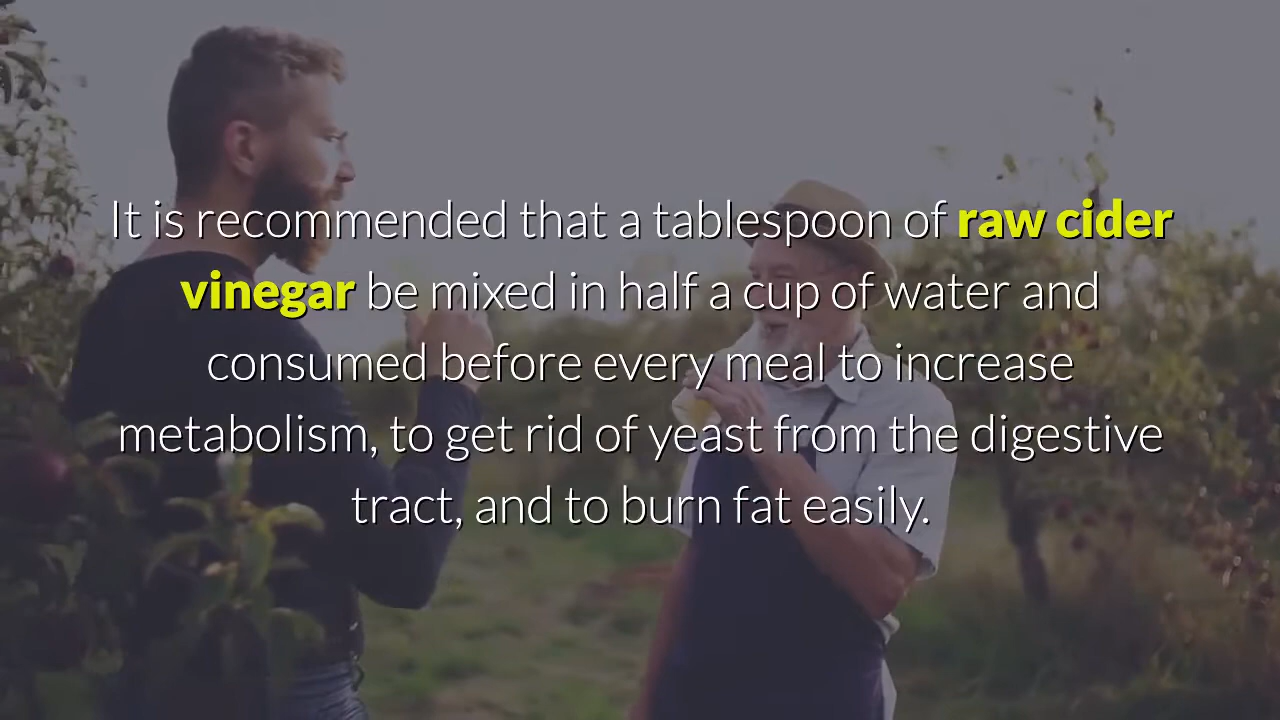 It is recommended that a tablespoon of raw cider
vinegar be mixed in half a cup of water and
consumed before every meal to increase
metabolism, to get rid of yeast from the digestive
tract, and to burn fat easily.